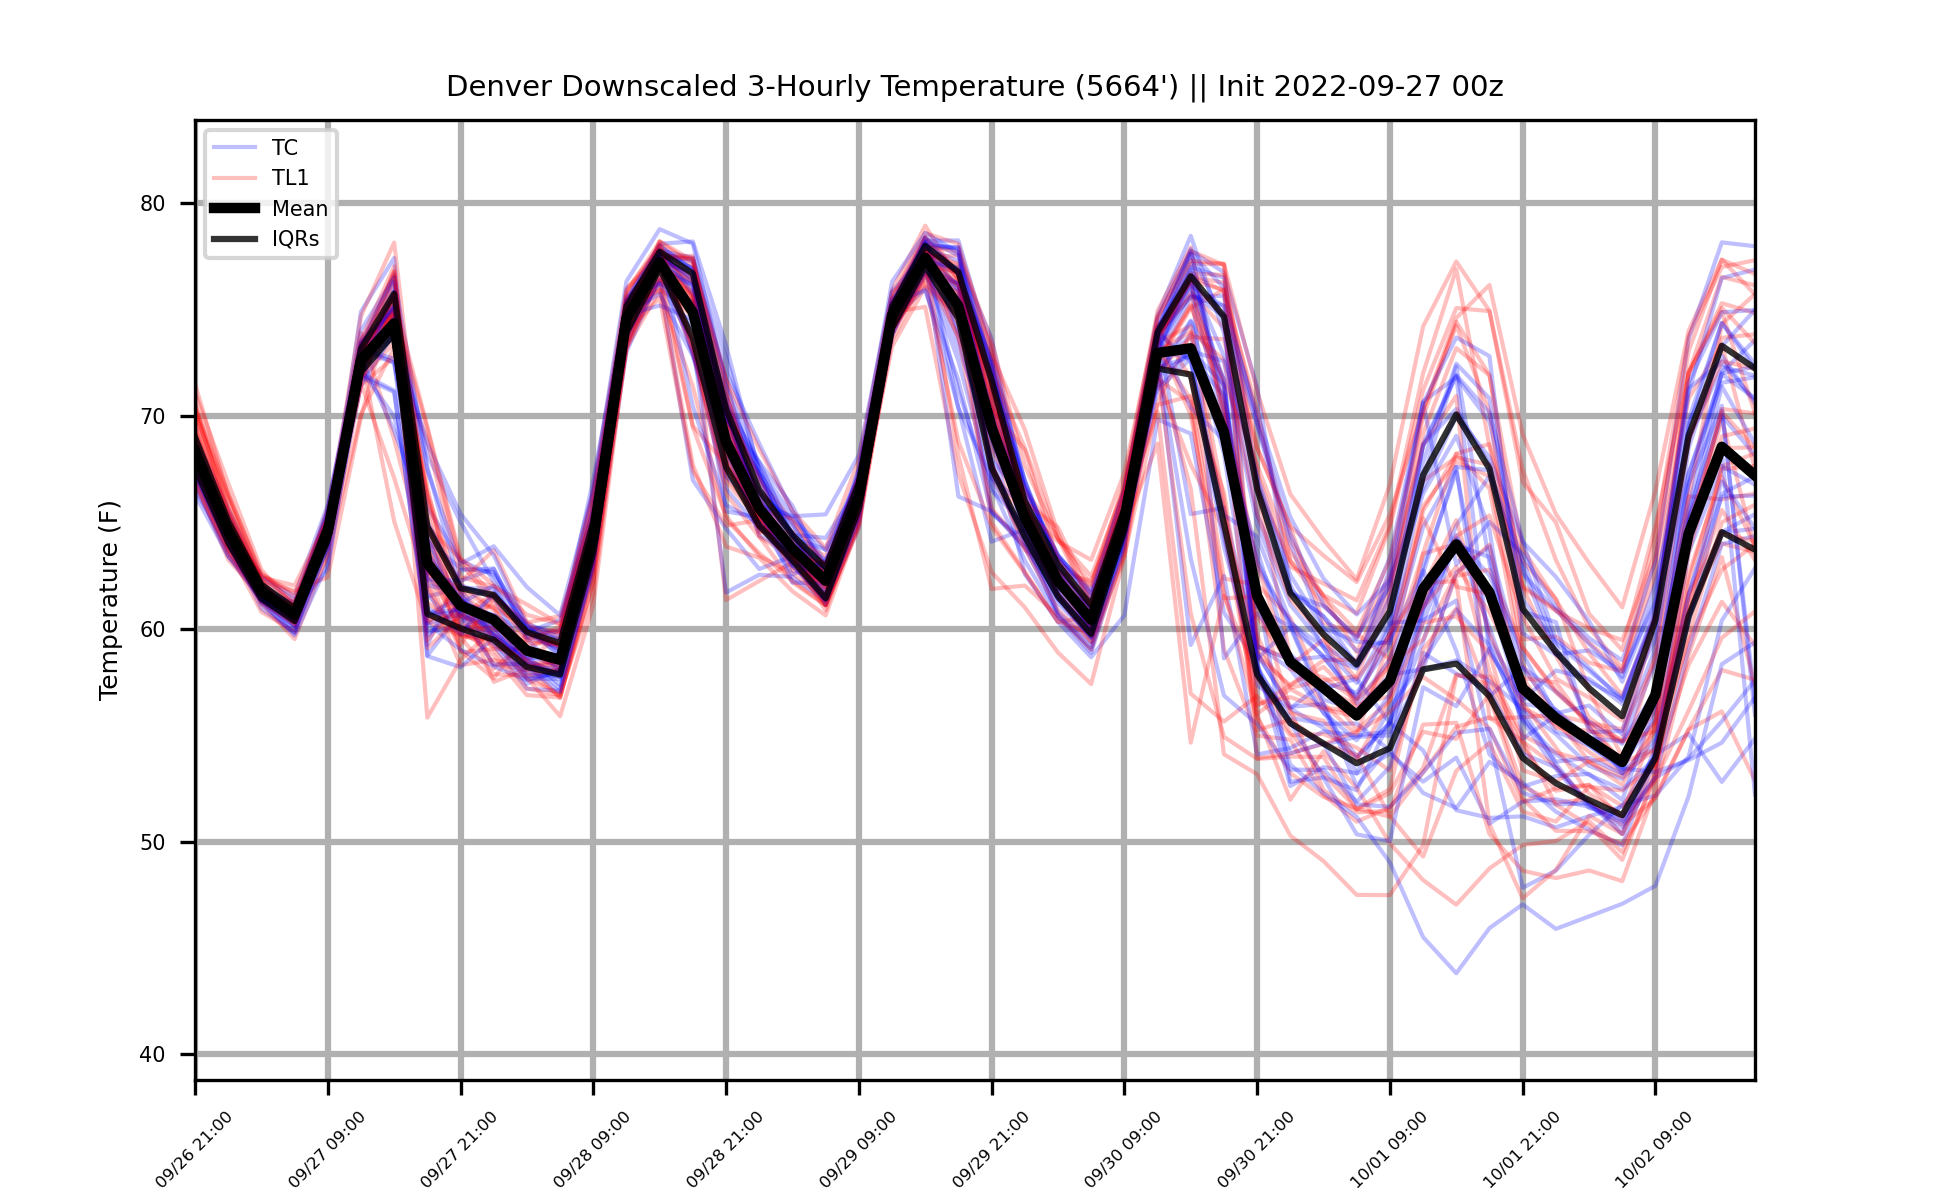 Denver Downscaled 3-Hourly Temperature (5664') || Init 2022-09-27 00z
TC
TL1
Mean
IQRs
Temperature (F)
80
70
60
50
40
09/26 21:00
09/27 09:00
09/27 21:00
09/28 09:00
09/28 21:00
09/29 09:00
09/29 21:00
09/30 09:00
09/30 21:00
10/01 09:00
10/01 21:00
10/02 09:00